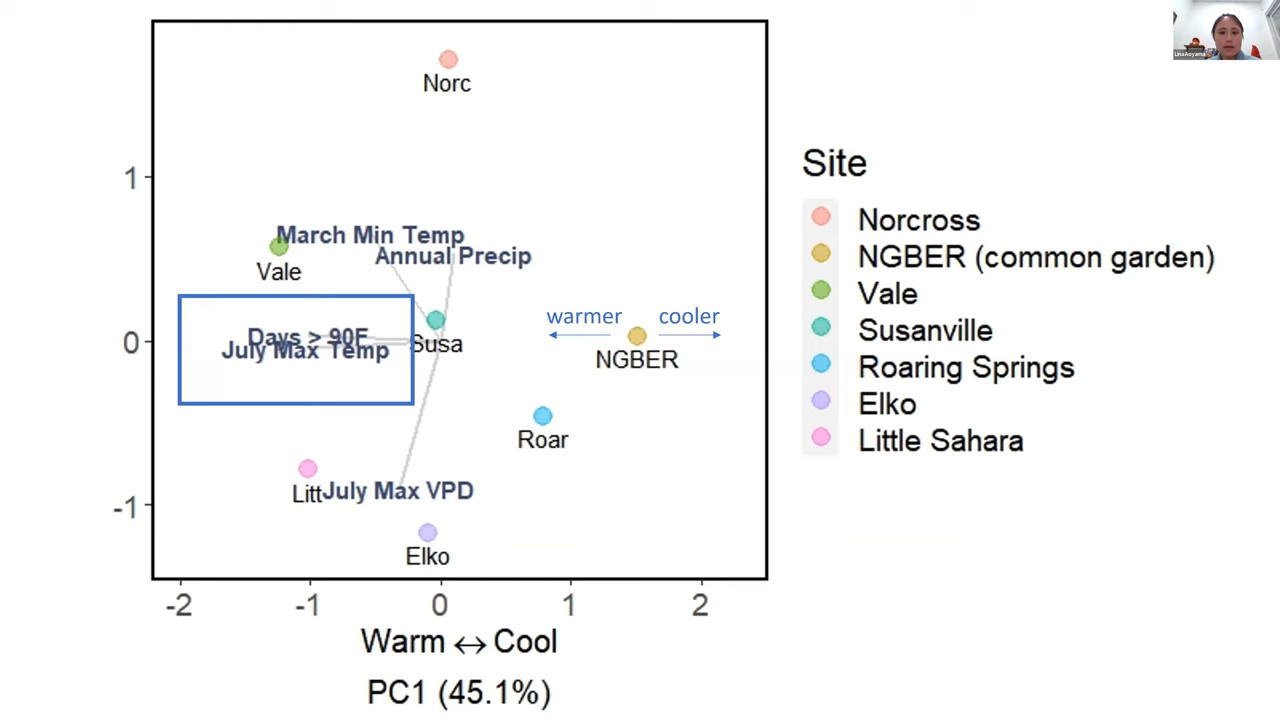 Norc
1
March Min Temp
Annual Precip
Vale
Days > 90F
July Max Temp
Susa
0
warmer
cooler
NGBER
Roar
Litt
July Max VPD
-1
Elko
-2
-1
0
1
2
Warm ↔ Cool
PC1 (45.1%)
Site
Norcross
NGBER (common garden)
Vale
Susanville
Roaring Springs
Elko
Little Sahara
Lina Aoyama